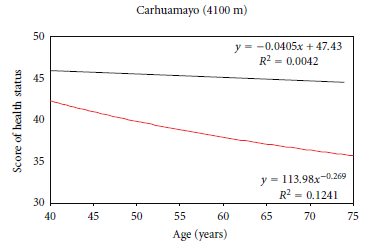 Carhuamayo (4100 m)
50
45
40
35
30
Score of health status
y = −0.0405x + 47.43
R² = 0.0042
y = 113.98x⁻⁰·²⁶⁹
R² = 0.1241
40 45 50 55 60 65 70 75
Age (years)